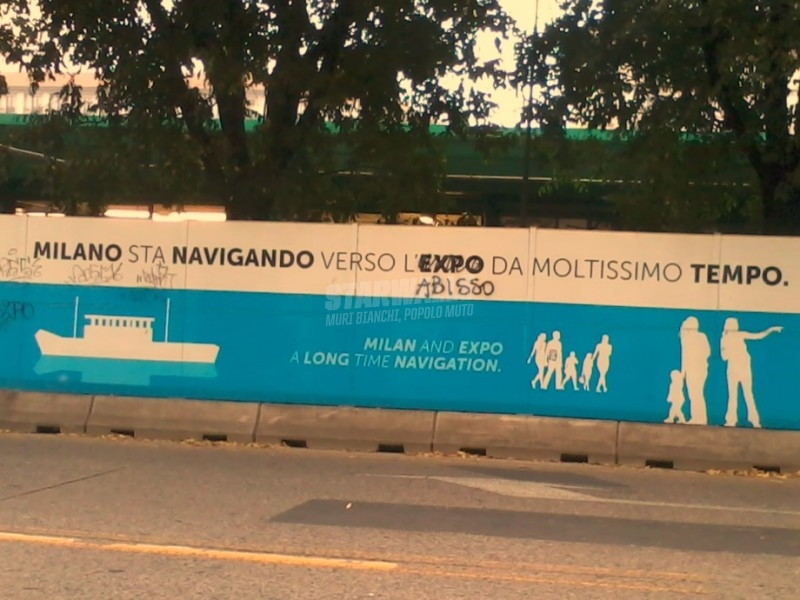 MILANO STA NAVIGANDO VERSO L'EXPO DA MOLTISSIMO TEMPO.
ABISSO
MURI BIANCHI, POPOLO MUTO
MILAN AND EXPO
A LONG TIME NAVIGATION.